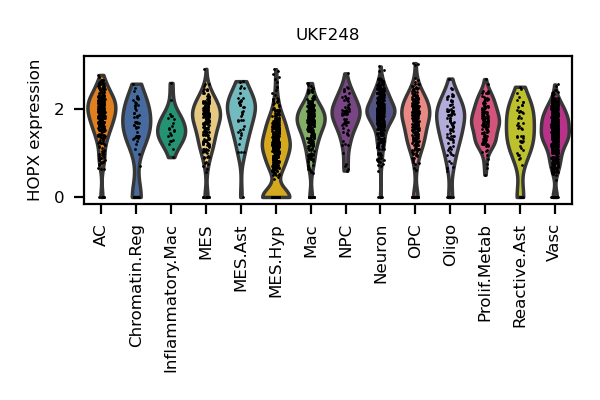 UKF248
HOPX expression
2
0
AC
Chromatin.Reg
Inflammatory.Mac
MES
MES.Ast
MES.Hyp
Mac
NPC
Neuron
OPC
Oligo
Prolif.Metab
Reactive.Ast
Vasc